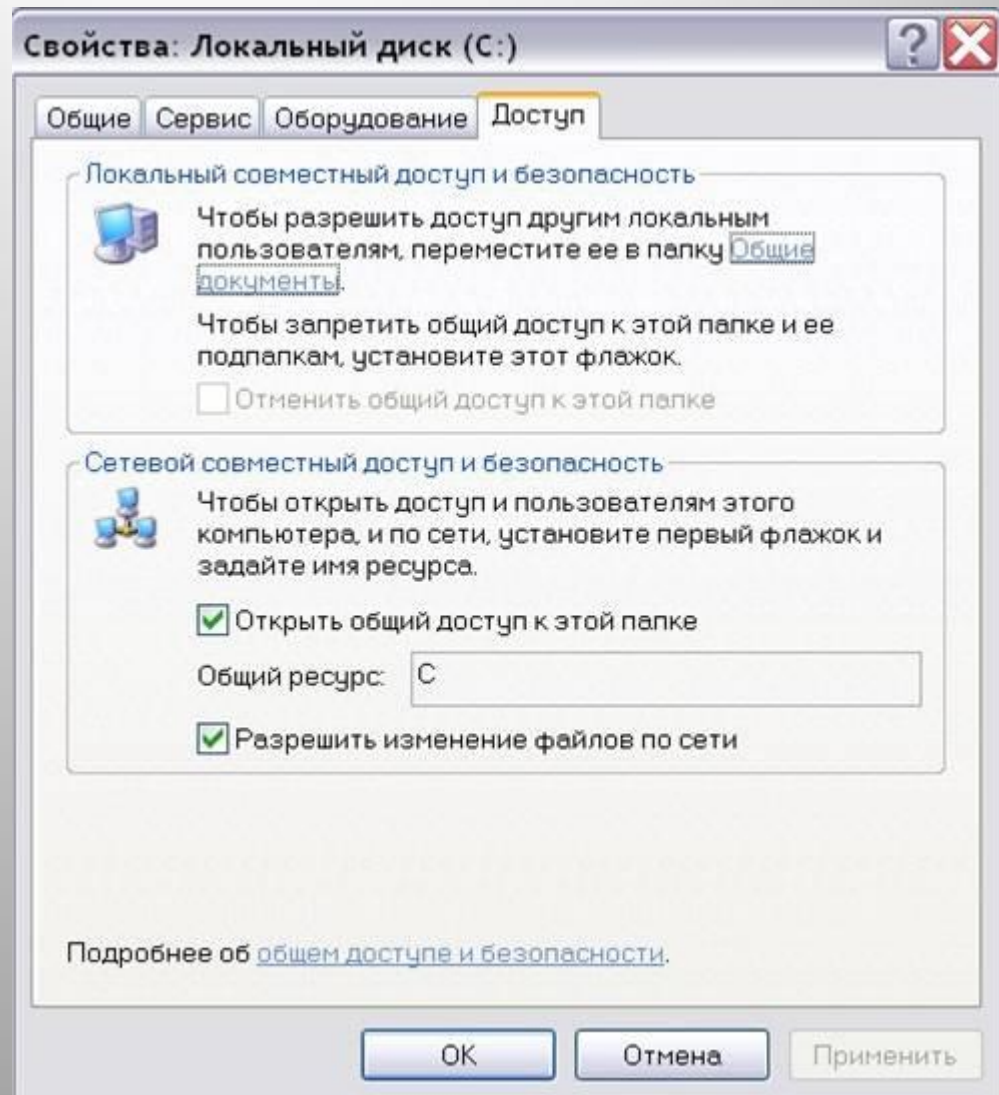 Свойства: Локальный диск (C:)
Общие Сервис Оборудование Доступ
Локальный совместный доступ и безопасность
Чтобы разрешить доступ другим локальным
пользователям, переместите ее в папку Общие
документы.
Чтобы запретить общий доступ к этой папке и ее
подпапкам, установите этот флажок.
Отменить общий доступ к этой папке
Сетевой совместный доступ и безопасность
Чтобы открыть доступ и пользователям этого
компьютера, и по сети, установите первый флажок и
задайте имя ресурса.
Открыть общий доступ к этой папке
Общий ресурс: C
Разрешить изменение файлов по сети
Подробнее об общем доступе и безопасности.
OK Отмена Применить